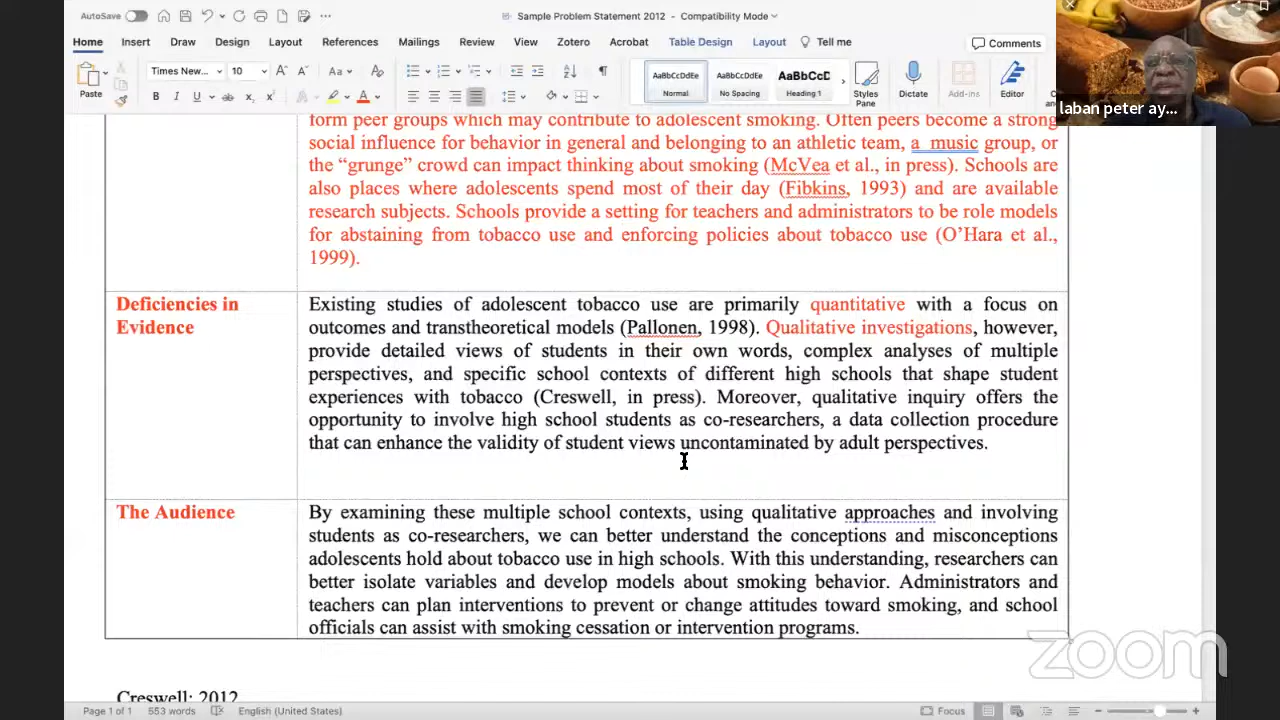 AutoSave
Sample Problem Statement 2012 - Compatibility Mode
Home Insert Draw Design Layout References Mailings Review View Zotero Acrobat Table Design Layout Tell me
Comments
Paste
Times New... 10
AaBbCcDdEe AaBbCcDdEe AaBbCcD
Normal No Spacing Heading 1
Styles Pane
Dictate
Add-ins
Editor
laban peter ay...
form peer groups which may contribute to adolescent smoking. Often peers become a strong
social influence for behavior in general and belonging to an athletic team, a music group, or
the “grunge” crowd can impact thinking about smoking (McVea et al., in press). Schools are
also places where adolescents spend most of their day (Fibkins, 1993) and are available
research subjects. Schools provide a setting for teachers and administrators to be role models
for abstaining from tobacco use and enforcing policies about tobacco use (O’Hara et al.,
1999).
Deficiencies in
Evidence
Existing studies of adolescent tobacco use are primarily quantitative with a focus on
outcomes and transtheoretical models (Pallonen, 1998). Qualitative investigations, however,
provide detailed views of students in their own words, complex analyses of multiple
perspectives, and specific school contexts of different high schools that shape student
experiences with tobacco (Creswell, in press). Moreover, qualitative inquiry offers the
opportunity to involve high school students as co-researchers, a data collection procedure
that can enhance the validity of student views uncontaminated by adult perspectives.
The Audience
By examining these multiple school contexts, using qualitative approaches and involving
students as co-researchers, we can better understand the conceptions and misconceptions
adolescents hold about tobacco use in high schools. With this understanding, researchers can
better isolate variables and develop models about smoking behavior. Administrators and
teachers can plan interventions to prevent or change attitudes toward smoking, and school
officials can assist with smoking cessation or intervention programs.
zoom
Creswell: 2012
Page 1 of 1 553 words English (United States) Focus